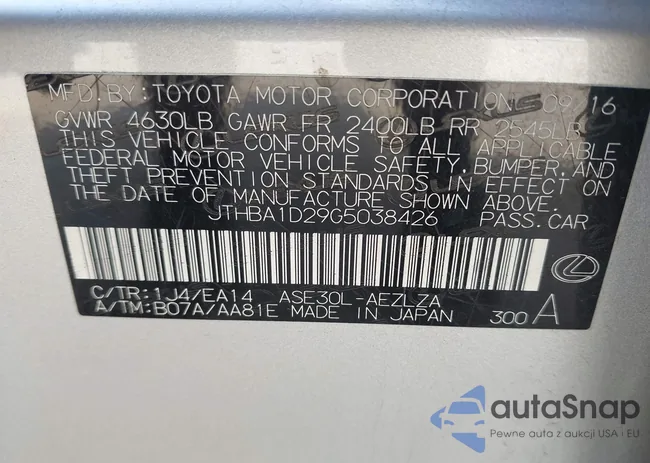 MFD.BY:TOYOTA MOTOR CORPORATION 09/16
GVWR 4630LB GAWR FR 2400LB RR 2545LB
THIS VEHICLE CONFORMS TO ALL APPLICABLE
FEDERAL MOTOR VEHICLE SAFETY,BUMPER,AND
THEFT PREVENTION STANDARDS IN EFFECT ON
THE DATE OF MANUFACTURE SHOWN ABOVE.
JTHBA1D29G5038426 PASS.CAR
C/TR:1J4/EA14 ASE30L-AEZLZA
A/TM:B07A/AA81E MADE IN JAPAN 300 A
autaSnap
Pewne auta z aukcji USA i EU